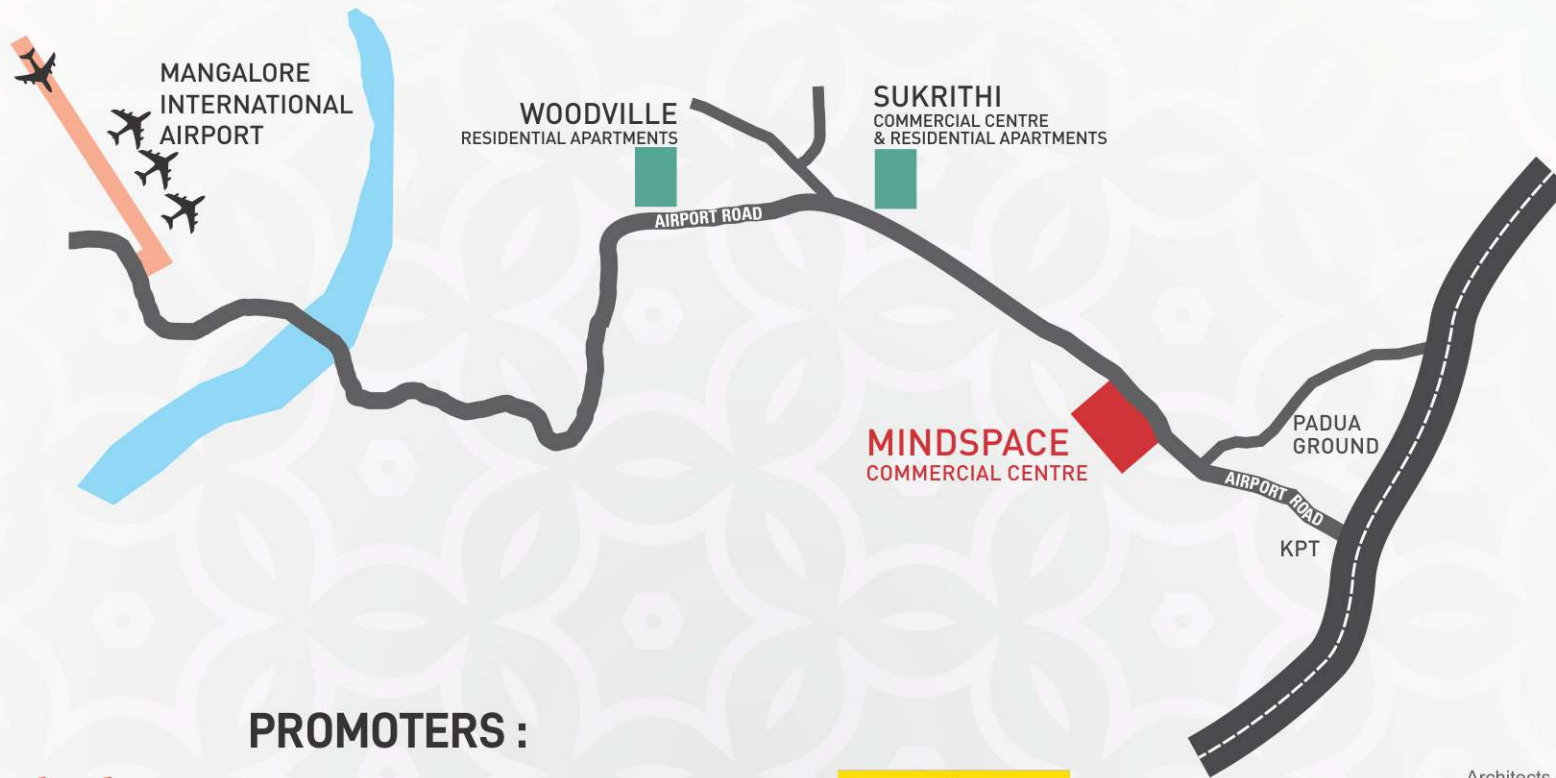 MANGALORE
INTERNATIONAL
AIRPORT
WOODVILLE
RESIDENTIAL APARTMENTS
SUKRITHI
COMMERCIAL CENTRE
& RESIDENTIAL APARTMENTS
AIRPORT ROAD
MINDSPACE
COMMERCIAL CENTRE
PADUA
GROUND
AIRPORT ROAD
KPT
PROMOTERS :
Architects